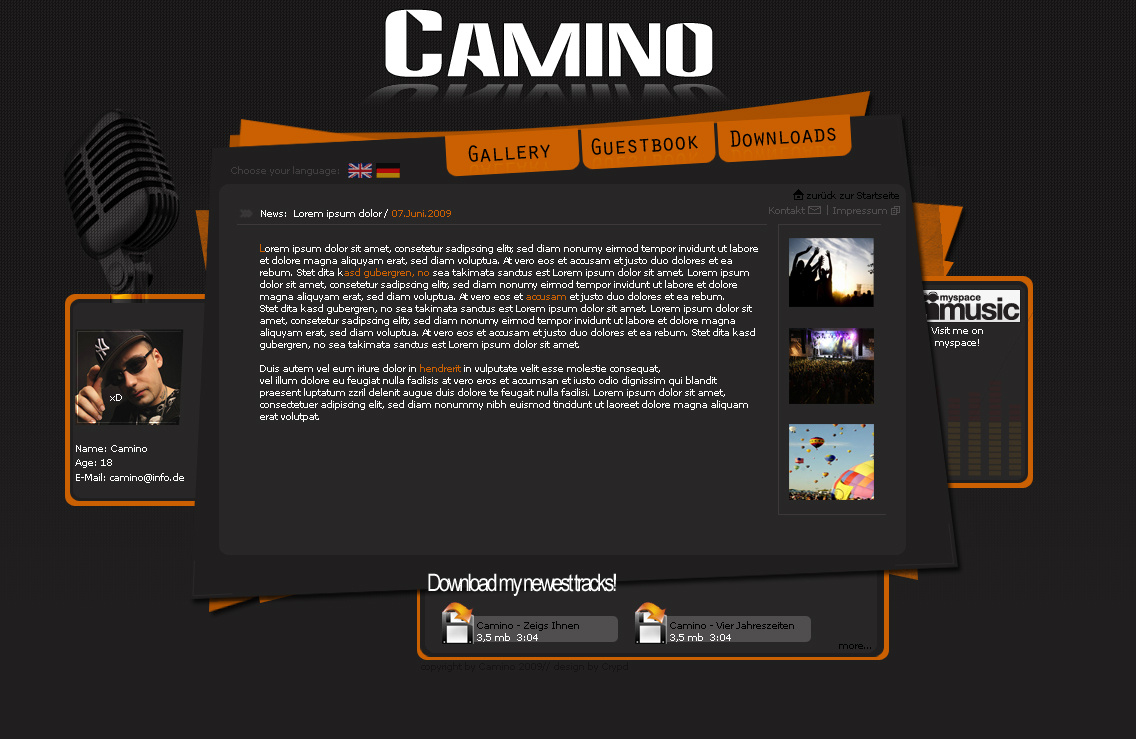 CAMINO
GALLERY
GUESTBOOK
DOWNLOADS
Choose your language:
zurück zur Startseite
Kontakt | Impressum
News: Lorem ipsum dolor / 07.Juni.2009
Lorem ipsum dolor sit amet, consetetur sadipscing elitr, sed diam nonumy eirmod tempor invidunt ut labore
et dolore magna aliquyam erat, sed diam voluptua. At vero eos et accusam et justo duo dolores et ea
rebum. Stet dita kasd gubergren, no sea takimata sanctus est Lorem ipsum dolor sit amet. Lorem ipsum
dolor sit amet, consetetur sadipscing elitr, sed diam nonumy eirmod tempor invidunt ut labore et dolore
magna aliquyam erat, sed diam voluptua. At vero eos et accusam et justo duo dolores et ea rebum.
Stet dita kasd gubergren, no sea takimata sanctus est Lorem ipsum dolor sit amet. Lorem ipsum dolor sit
amet, consetetur sadipscing elitr, sed diam nonumy eirmod tempor invidunt ut labore et dolore magna
aliquyam erat, sed diam voluptua. At vero eos et accusam et justo duo dolores et ea rebum. Stet dita kasd
gubergren, no sea takimata sanctus est Lorem ipsum dolor sit amet.
Duis autem vel eum iriure dolor in hendrerit in vulputate velit esse molestie consequat,
vel illum dolore eu feugiat nulla facilisis at vero eros et accumsan et iusto odio dignissim qui blandit
praesent luptatum zzril delenit augue duis dolore te feugait nulla facilisi. Lorem ipsum dolor sit amet,
consectetuer adipiscing elit, sed diam nonummy nibh euismod tincidunt ut laoreet dolore magna aliquam
erat volutpat.
xD
Name: Camino
Age: 18
E-Mail: camino@info.de
myspace
music
Visit me on
myspace!
Download my newest tracks!
Camino - Zeigs Ihnen
3,5 mb 3:04
Camino - Vier Jahreszeiten
3,5 mb 3:04
more...
copyright by Camino 2009 / design by